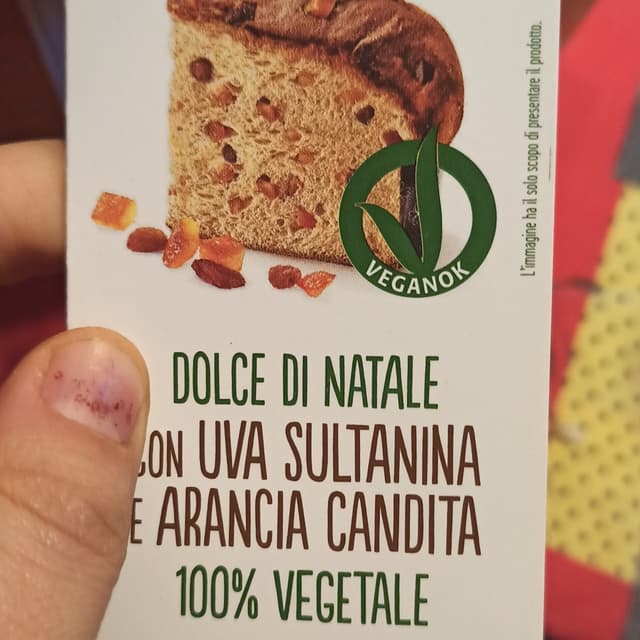 L'immagine ha il solo scopo di presentare il prodotto.
VEGANOK
DOLCE DI NATALE
CON UVA SULTANINA
E ARANCIA CANDITA
100% VEGETALE